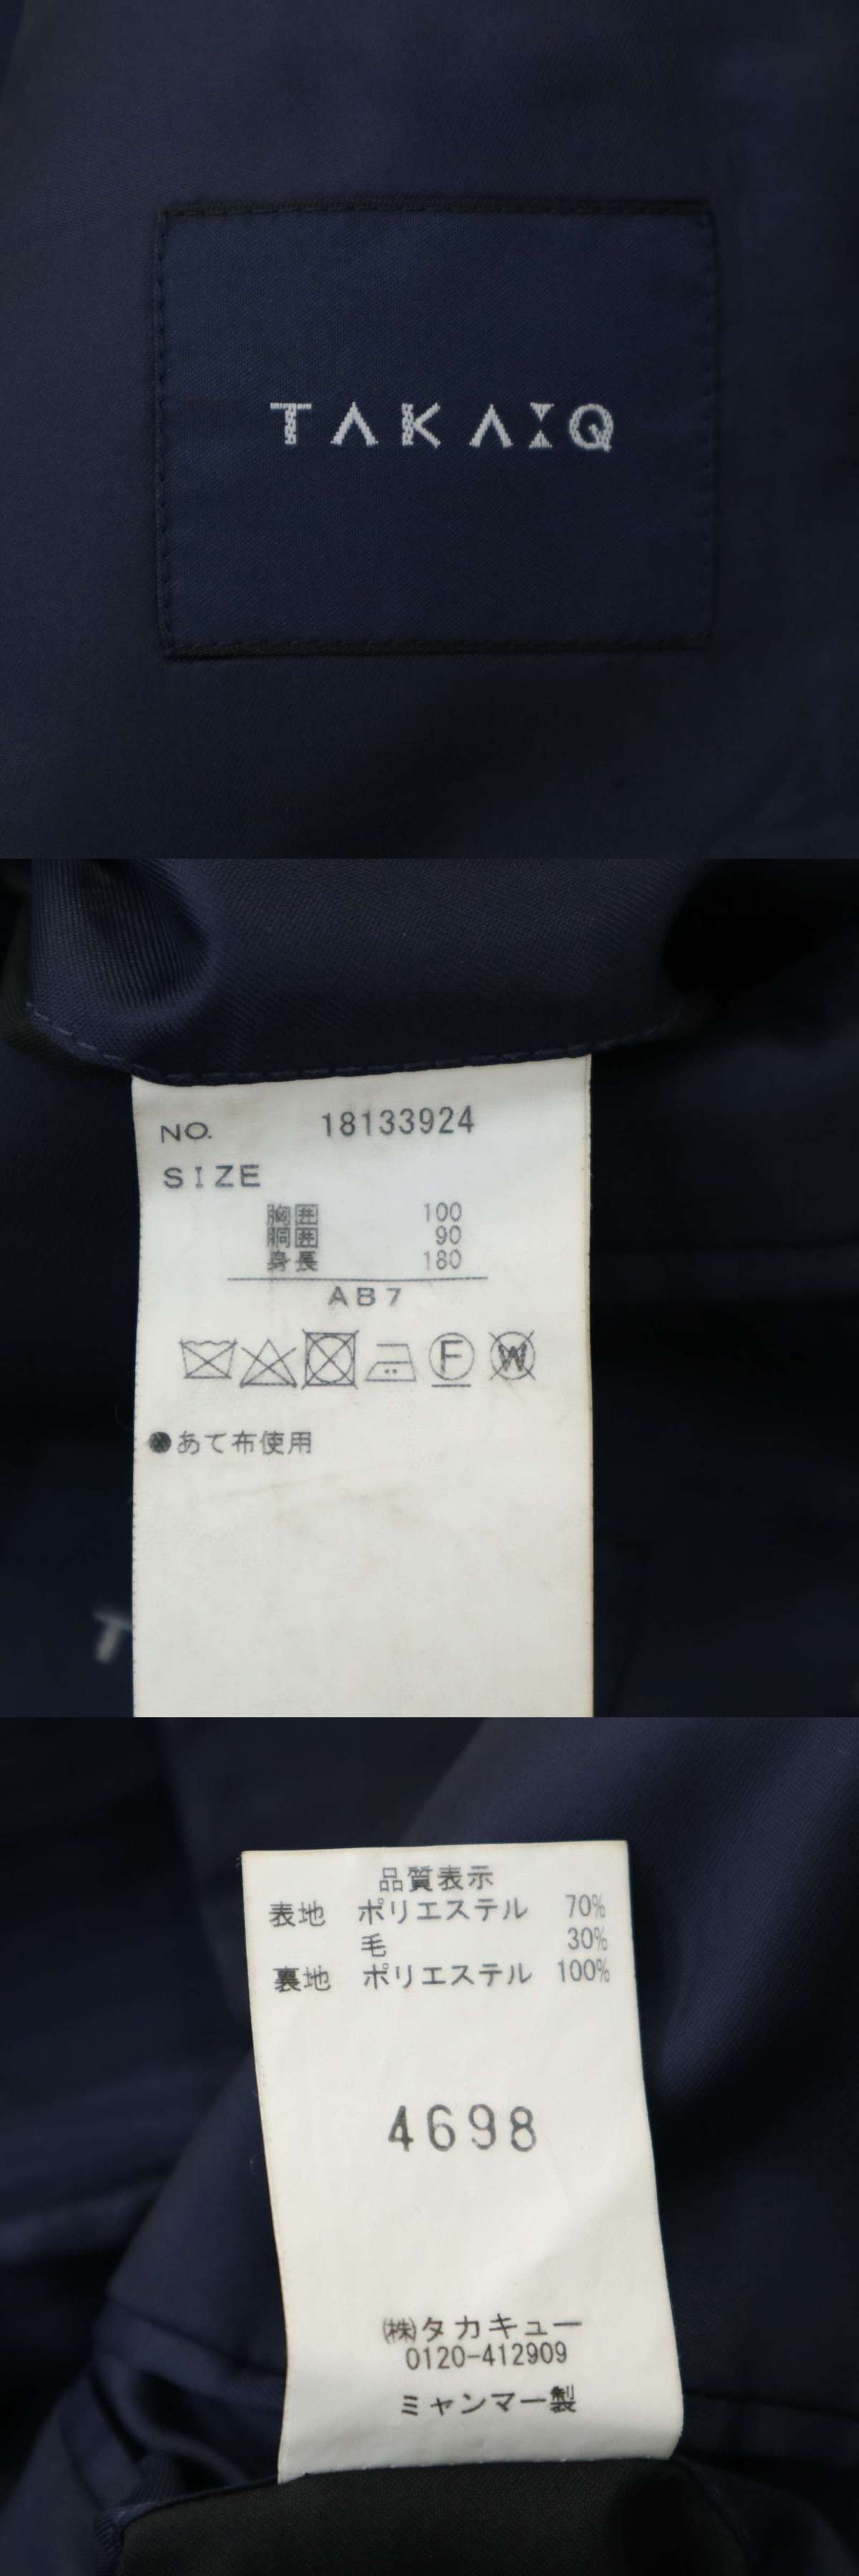 TAKA:Q
NO. 18133924
SIZE
胸囲 100
胴囲 90
身長 180
AB7
F W
●あて布使用
T
品質表示
表地 ポリエステル 70%
毛 30%
裏地 ポリエステル 100%
4698
㈱タカキュー
0120-412909
ミャンマー製